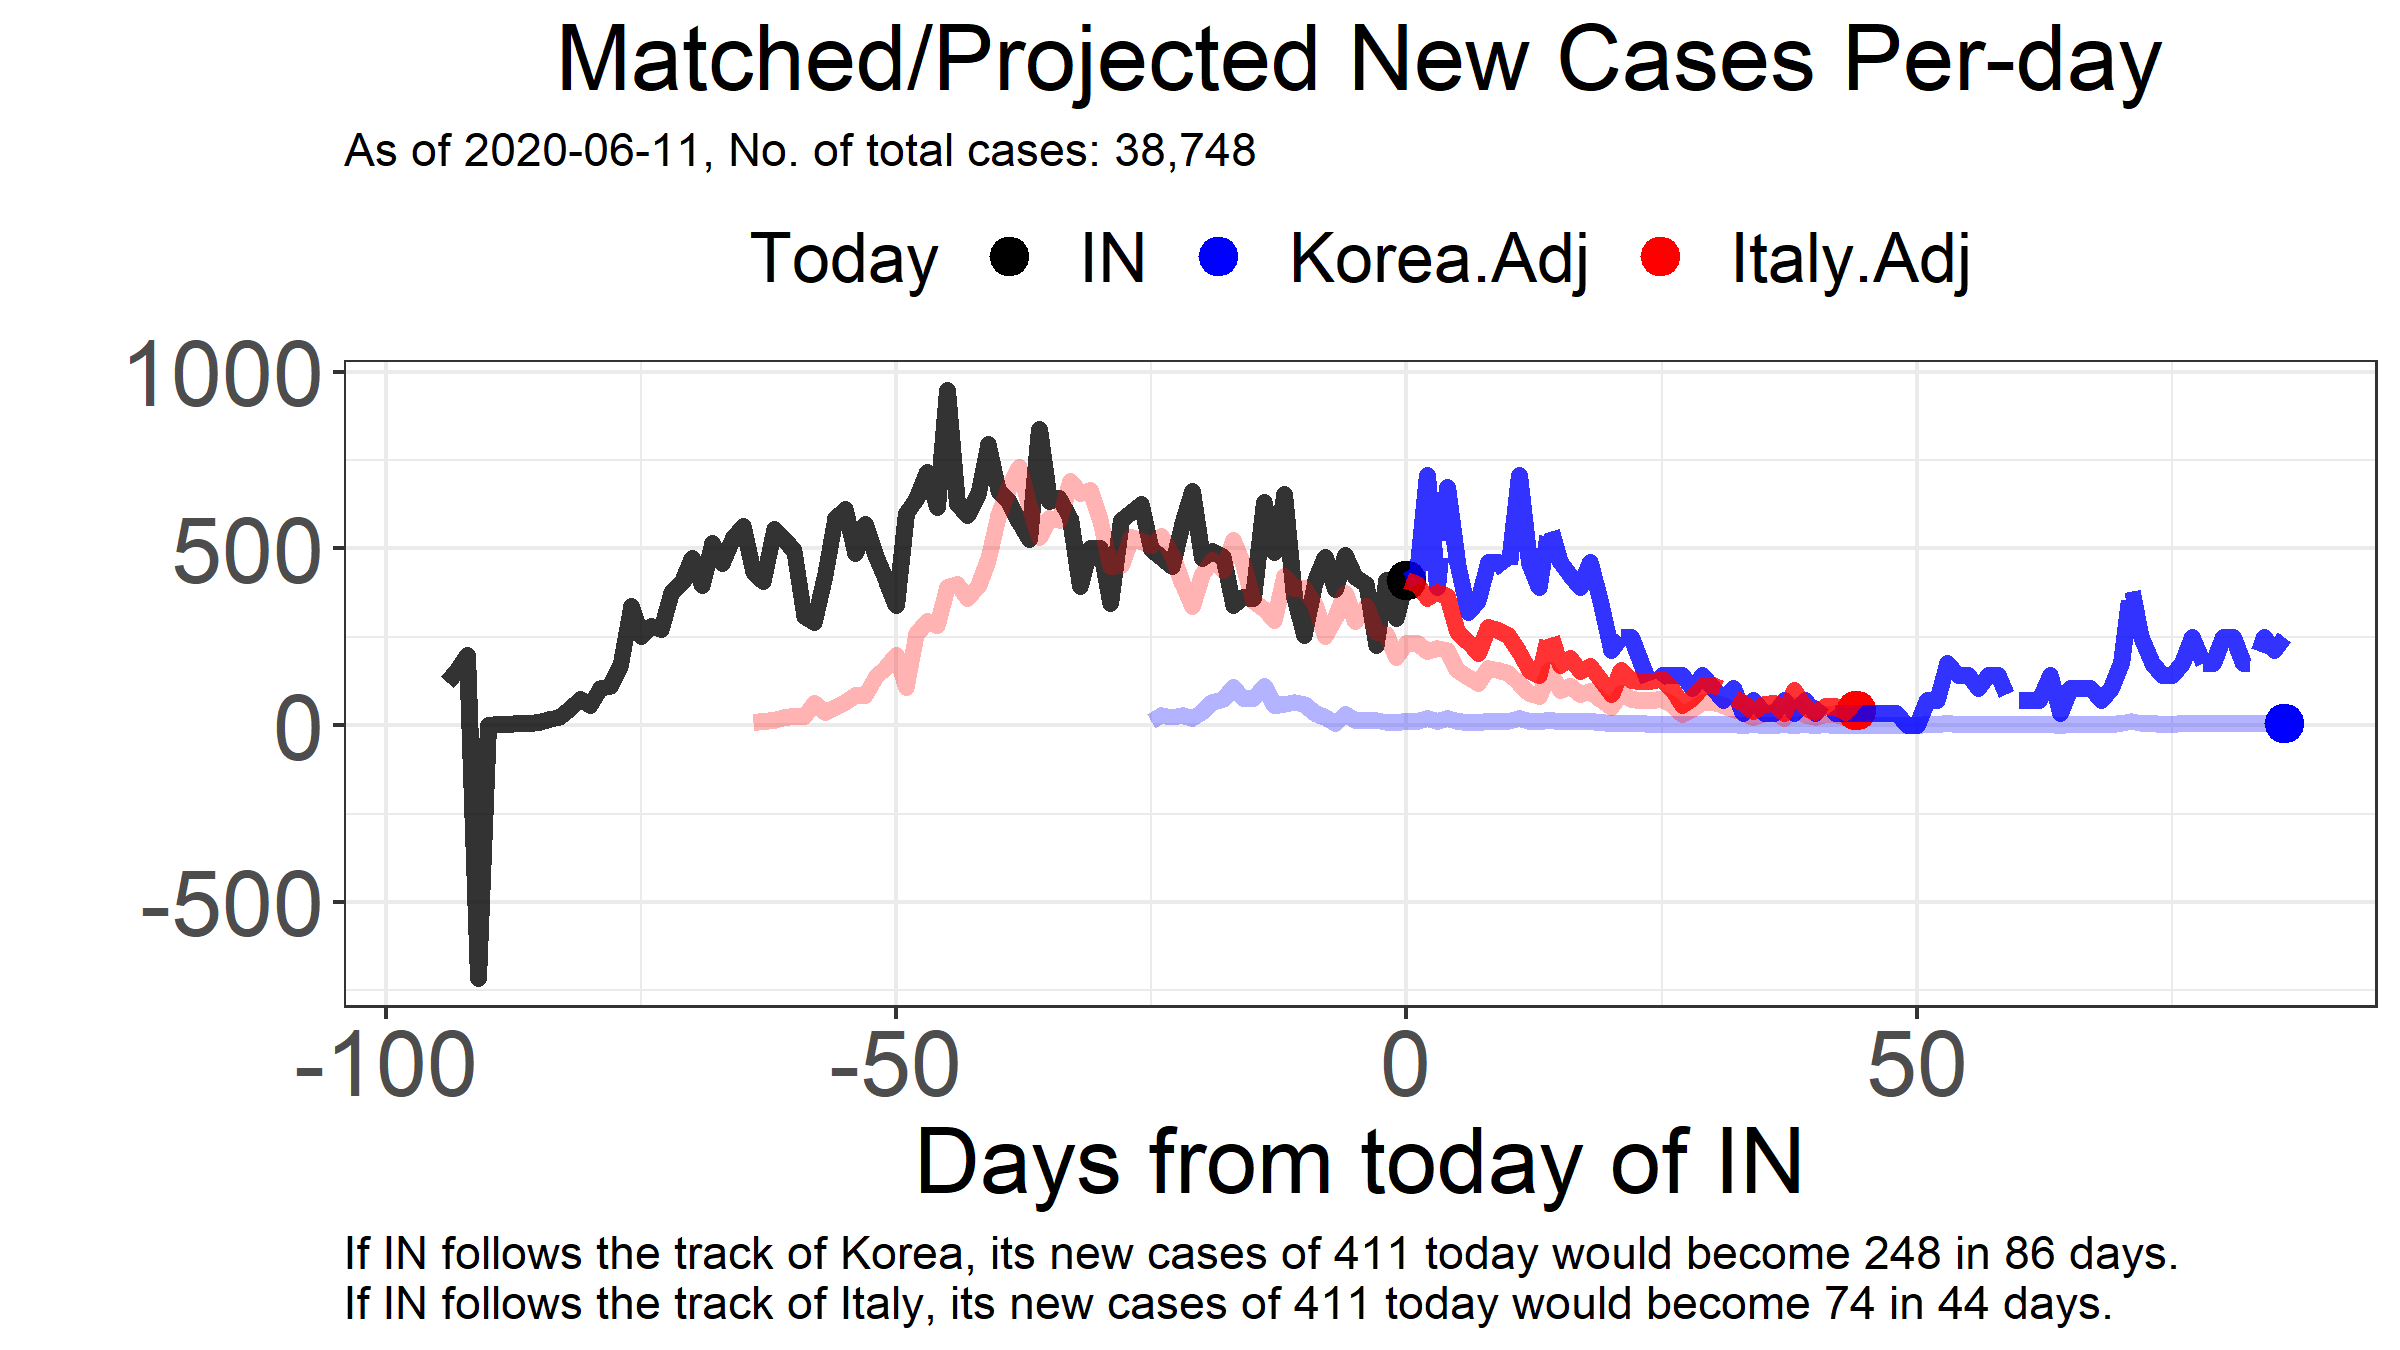 Matched/Projected New Cases Per-day
As of 2020-06-11, No. of total cases: 38,748
Today IN Korea.Adj Italy.Adj
1000
500
0
-500
-100 -50 0 50
Days from today of IN
If IN follows the track of Korea, its new cases of 411 today would become 248 in 86 days.
If IN follows the track of Italy, its new cases of 411 today would become 74 in 44 days.